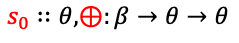 s₀ :: θ,⊕: β → θ → θ